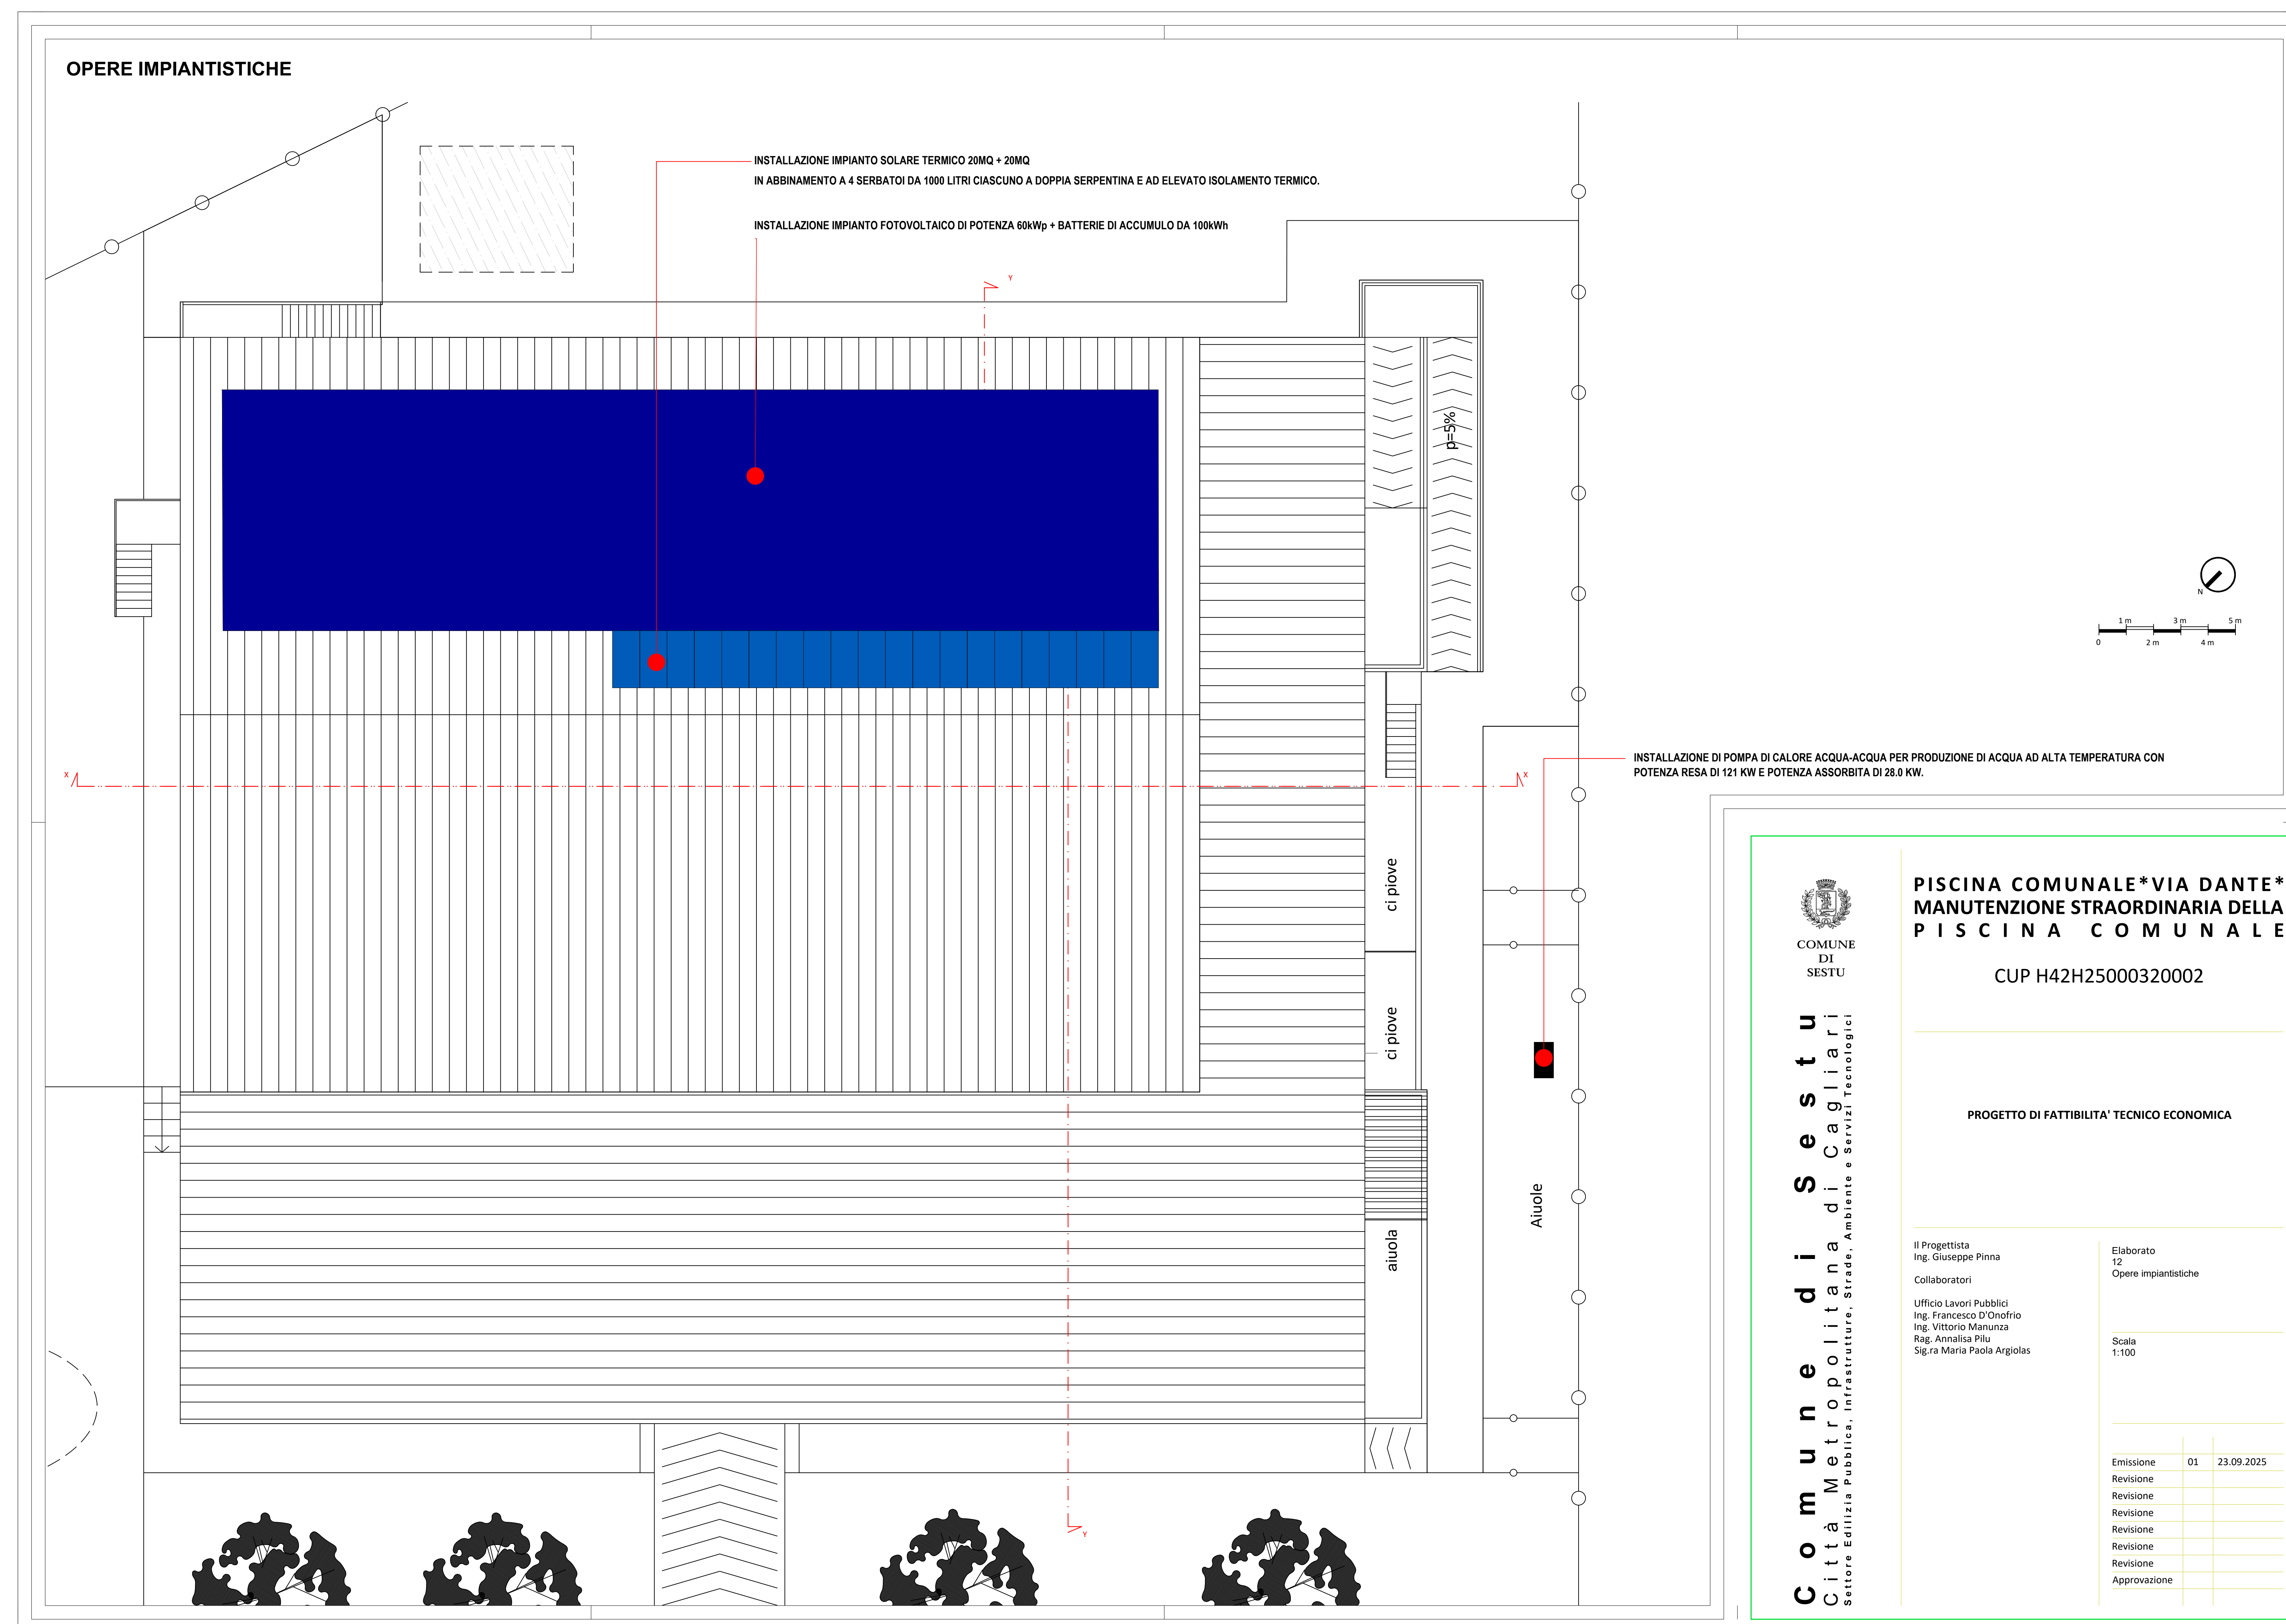 OPERE IMPIANTISTICHE
INSTALLAZIONE IMPIANTO SOLARE TERMICO 20MQ + 20MQ
IN ABBINAMENTO A 4 SERBATOI DA 1000 LITRI CIASCUNO A DOPPIA SERPENTINA E AD ELEVATO ISOLAMENTO TERMICO.
INSTALLAZIONE IMPIANTO FOTOVOLTAICO DI POTENZA 60kWp + BATTERIE DI ACCUMULO DA 100kWh
Y
p=5%
N
1 m 3 m 5 m
0 2 m 4 m
INSTALLAZIONE DI POMPA DI CALORE ACQUA-ACQUA PER PRODUZIONE DI ACQUA AD ALTA TEMPERATURA CON
POTENZA RESA DI 121 KW E POTENZA ASSORBITA DI 28.0 KW.
X
X
ci piove
ci piove
Aiuole
aiuola
Y
COMUNE
DI
SESTU
PISCINA COMUNALE*VIA DANTE*
MANUTENZIONE STRAORDINARIA DELLA
PISCINA COMUNALE
CUP H42H25000320002
Comune di Sestu
Città Metropolitana di Cagliari
Settore Edilizia Pubblica, Infrastrutture, Strade, Ambiente e Servizi Tecnologici
PROGETTO DI FATTIBILITA' TECNICO ECONOMICA
Il Progettista
Ing. Giuseppe Pinna
Collaboratori
Ufficio Lavori Pubblici
Ing. Francesco D'Onofrio
Ing. Vittorio Manunza
Rag. Annalisa Pilu
Sig.ra Maria Paola Argiolas
Elaborato
12
Opere impiantistiche
Scala
1:100
Emissione 01 23.09.2025
Revisione
Revisione
Revisione
Revisione
Revisione
Revisione
Approvazione